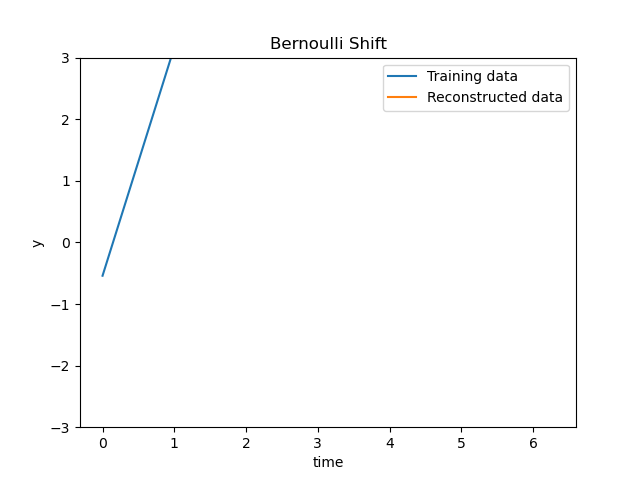 Bernoulli Shift
Training data
Reconstructed data
3
2
1
0
−1
−2
−3
y
0 1 2 3 4 5 6
time